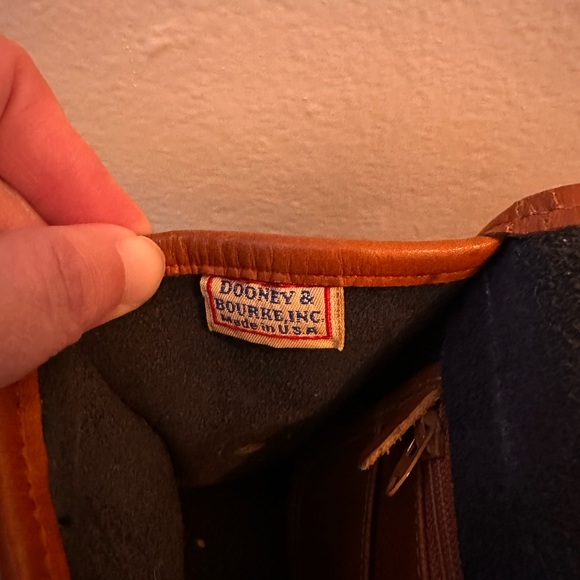 DOONEY &
BOURKE, INC.
Made in U.S.A.